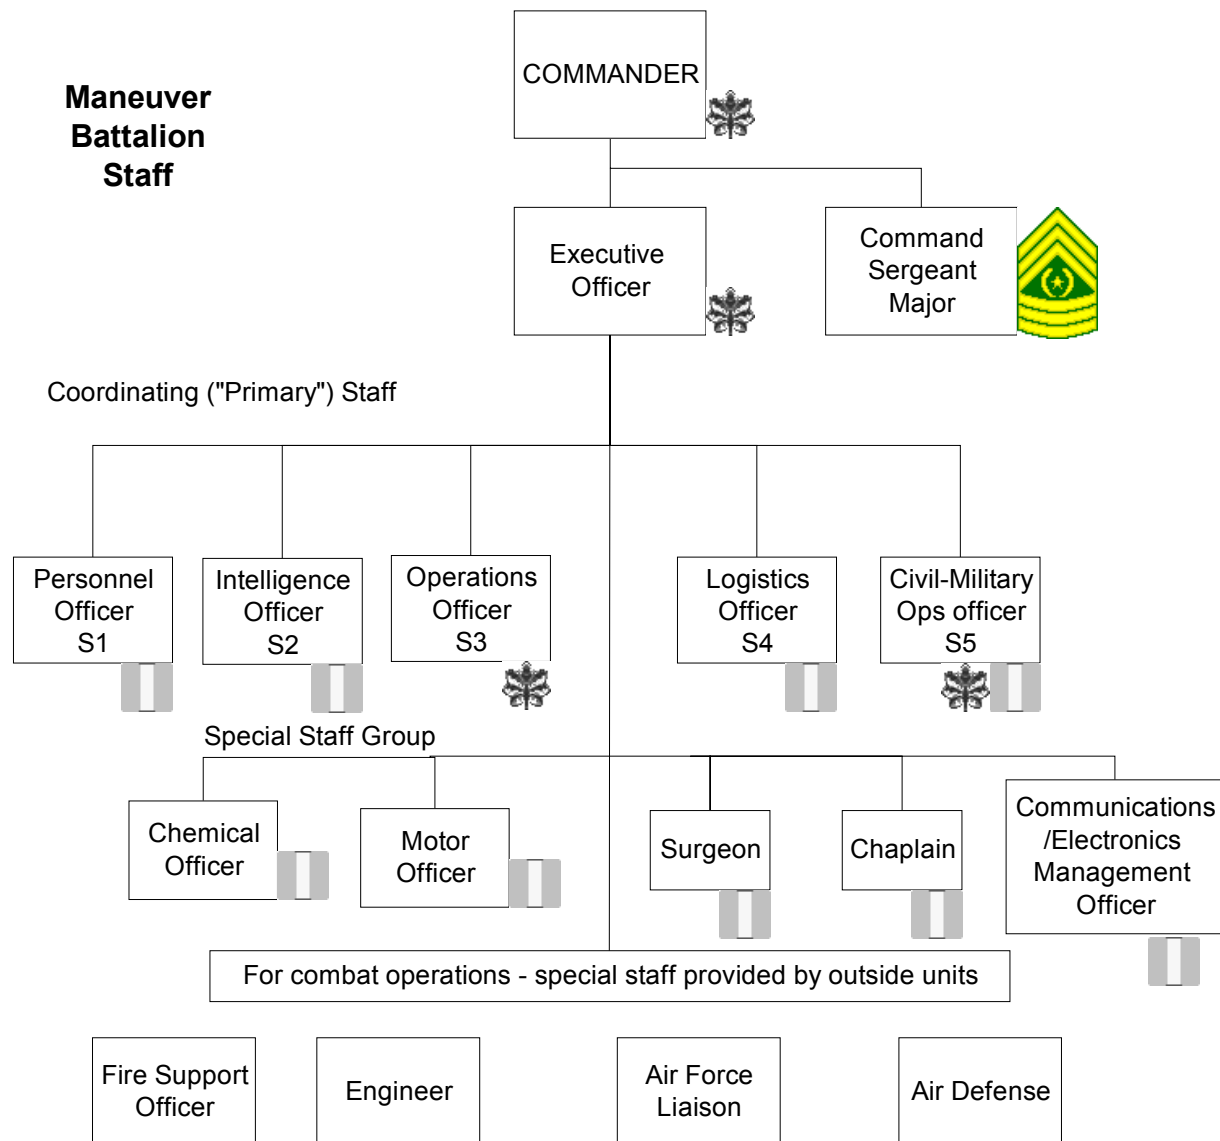 Maneuver
Battalion
Staff
COMMANDER
Executive
Officer
Command
Sergeant
Major
Coordinating ("Primary") Staff
Personnel
Officer
S1
Intelligence
Officer
S2
Operations
Officer
S3
Logistics
Officer
S4
Civil-Military
Ops officer
S5
Special Staff Group
Chemical
Officer
Motor
Officer
Surgeon
Chaplain
Communications
/Electronics
Management
Officer
For combat operations - special staff provided by outside units
Fire Support
Officer
Engineer
Air Force
Liaison
Air Defense